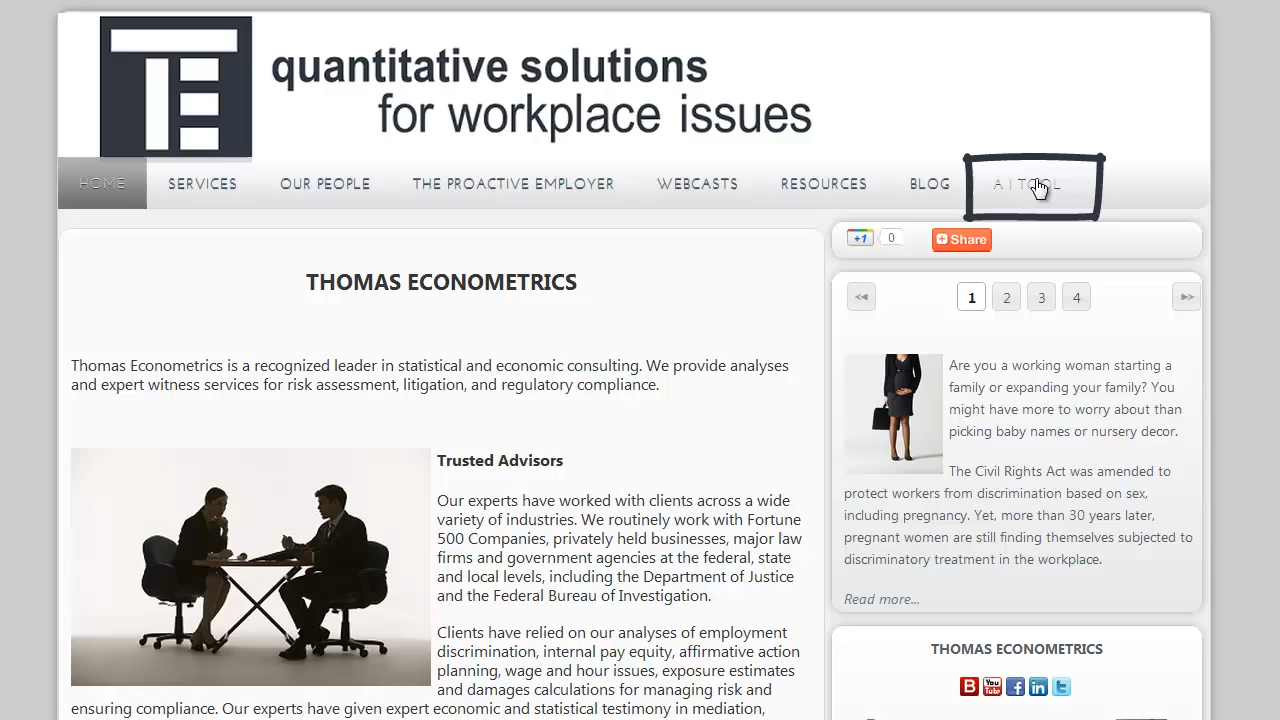 TE
quantitative solutions
for workplace issues
HOME SERVICES OUR PEOPLE THE PROACTIVE EMPLOYER WEBCASTS RESOURCES BLOG A I TOOL
+1 0 Share
THOMAS ECONOMETRICS
<< 1 2 3 4 >>
Thomas Econometrics is a recognized leader in statistical and economic consulting. We provide analyses
and expert witness services for risk assessment, litigation, and regulatory compliance.
Trusted Advisors
Our experts have worked with clients across a wide
variety of industries. We routinely work with Fortune
500 Companies, privately held businesses, major law
firms and government agencies at the federal, state
and local levels, including the Department of Justice
and the Federal Bureau of Investigation.
Clients have relied on our analyses of employment
discrimination, internal pay equity, affirmative action
planning, wage and hour issues, exposure estimates
and damages calculations for managing risk and
ensuring compliance. Our experts have given expert economic and statistical testimony in mediation,
Are you a working woman starting a
family or expanding your family? You
might have more to worry about than
picking baby names or nursery decor.
The Civil Rights Act was amended to
protect workers from discrimination based on sex,
including pregnancy. Yet, more than 30 years later,
pregnant women are still finding themselves subjected to
discriminatory treatment in the workplace.
Read more...
THOMAS ECONOMETRICS
B You Tube f in t